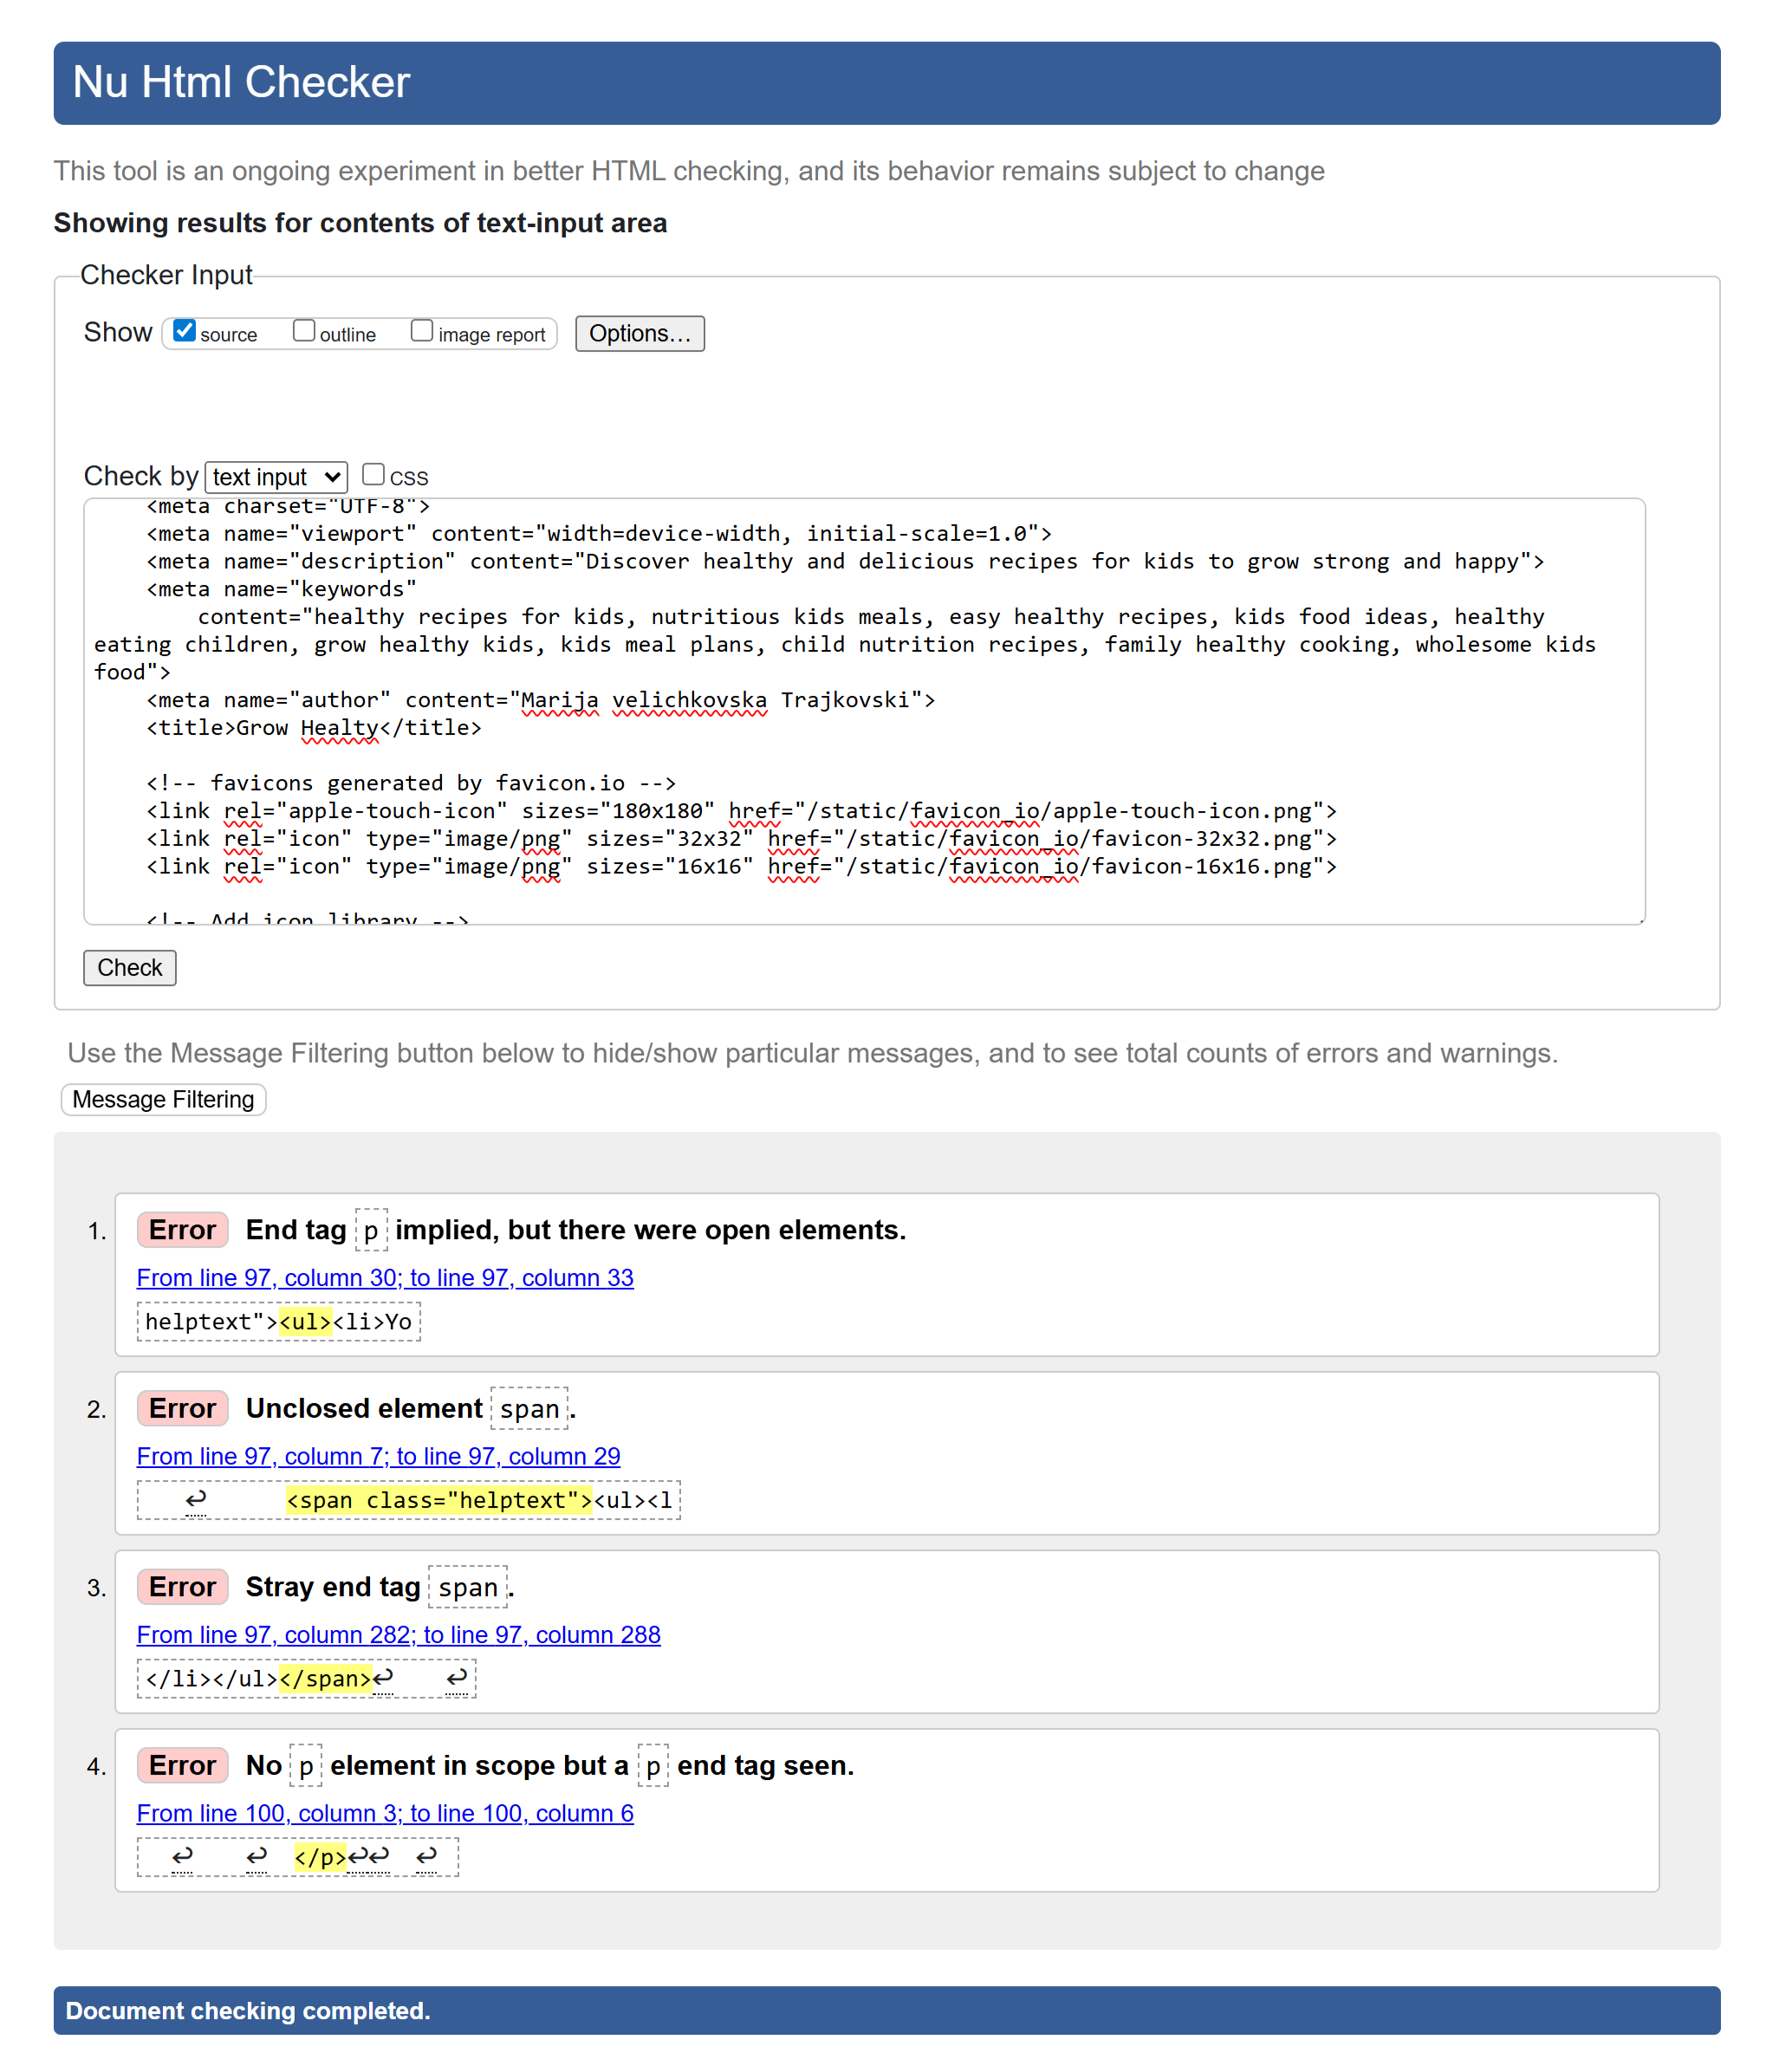 Nu Html Checker
This tool is an ongoing experiment in better HTML checking, and its behavior remains subject to change
Showing results for contents of text-input area
Checker Input
Show source outline image report Options...
Check by text input CSS
<meta charset="UTF-8">
<meta name="viewport" content="width=device-width, initial-scale=1.0">
<meta name="description" content="Discover healthy and delicious recipes for kids to grow strong and happy">
<meta name="keywords"
content="healthy recipes for kids, nutritious kids meals, easy healthy recipes, kids food ideas, healthy
eating children, grow healthy kids, kids meal plans, child nutrition recipes, family healthy cooking, wholesome kids
food">
<meta name="author" content="Marija velichkovska Trajkovski">
<title>Grow Healty</title>
<!-- favicons generated by favicon.io -->
<link rel="apple-touch-icon" sizes="180x180" href="/static/favicon_io/apple-touch-icon.png">
<link rel="icon" type="image/png" sizes="32x32" href="/static/favicon_io/favicon-32x32.png">
<link rel="icon" type="image/png" sizes="16x16" href="/static/favicon_io/favicon-16x16.png">
<!-- Add icon library -->
Check
Use the Message Filtering button below to hide/show particular messages, and to see total counts of errors and warnings.
Message Filtering
1. Error End tag p implied, but there were open elements.
From line 97, column 30; to line 97, column 33
helptext"><ul><li>Yo
2. Error Unclosed element span.
From line 97, column 7; to line 97, column 29
↩ <span class="helptext"><ul><l
3. Error Stray end tag span.
From line 97, column 282; to line 97, column 288
</li></ul></span>↩ ↩
4. Error No p element in scope but a p end tag seen.
From line 100, column 3; to line 100, column 6
↩ ↩ </p>↩↩ ↩
Document checking completed.